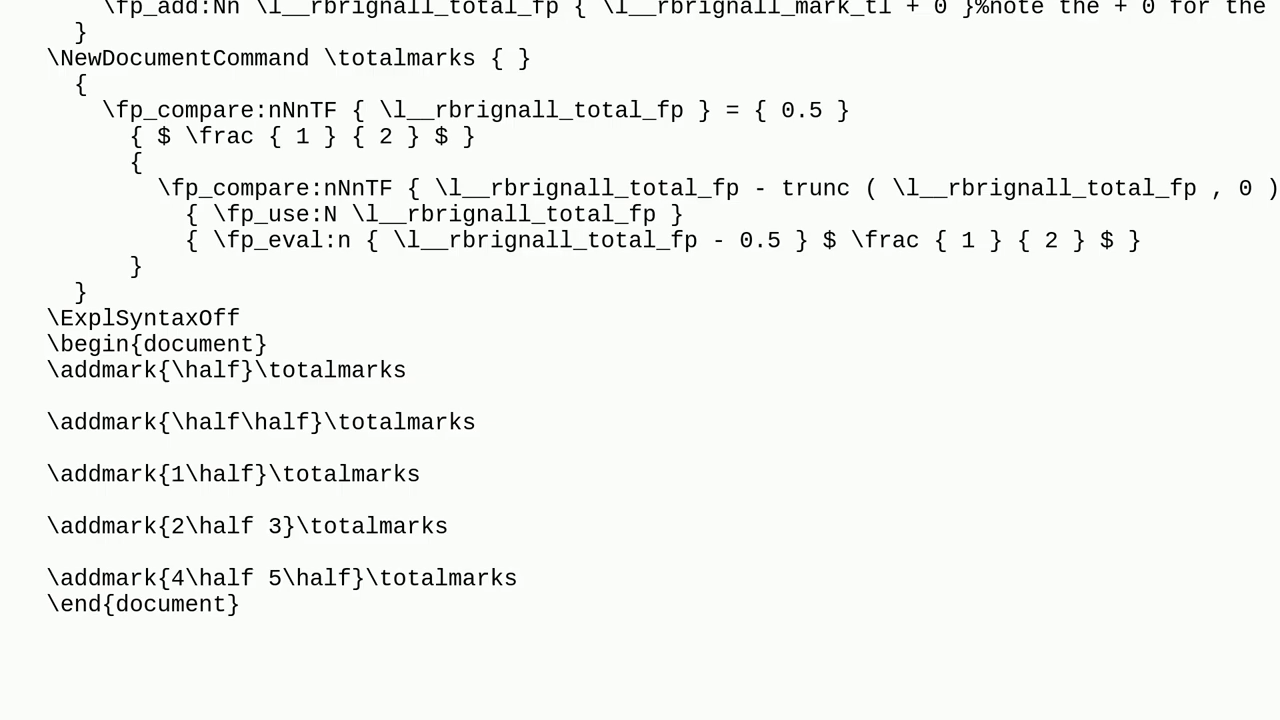 \fp_add:Nn \l__rbrignall_total_fp { \l__rbrignall_mark_tl + 0 }%note the + 0 for the
}
\NewDocumentCommand \totalmarks { }
{
\fp_compare:nNnTF { \l__rbrignall_total_fp } = { 0.5 }
{ $ \frac { 1 } { 2 } $ }
{
\fp_compare:nNnTF { \l__rbrignall_total_fp - trunc ( \l__rbrignall_total_fp , 0 )
{ \fp_use:N \l__rbrignall_total_fp }
{ \fp_eval:n { \l__rbrignall_total_fp - 0.5 } $ \frac { 1 } { 2 } $ }
}
}
\ExplSyntaxOff
\begin{document}
\addmark{\half}\totalmarks
\addmark{\half\half}\totalmarks
\addmark{1\half}\totalmarks
\addmark{2\half 3}\totalmarks
\addmark{4\half 5\half}\totalmarks
\end{document}